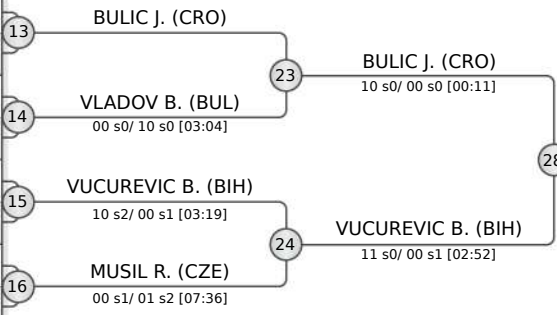 BULIC J. (CRO)
13
23
BULIC J. (CRO)
10 s0/ 00 s0 [00:11]
VLADOV B. (BUL)
14
00 s0/ 10 s0 [03:04]
28
VUCUREVIC B. (BIH)
15
10 s2/ 00 s1 [03:19]
24
VUCUREVIC B. (BIH)
11 s0/ 00 s1 [02:52]
MUSIL R. (CZE)
16
00 s1/ 01 s2 [07:36]